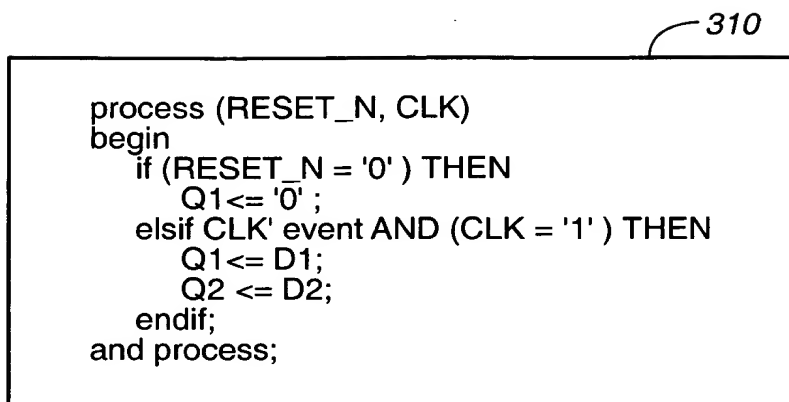 310
process (RESET_N, CLK)
begin
if (RESET_N = '0' ) THEN
Q1<= '0' ;
elsif CLK' event AND (CLK = '1' ) THEN
Q1<= D1;
Q2 <= D2;
endif;
and process;